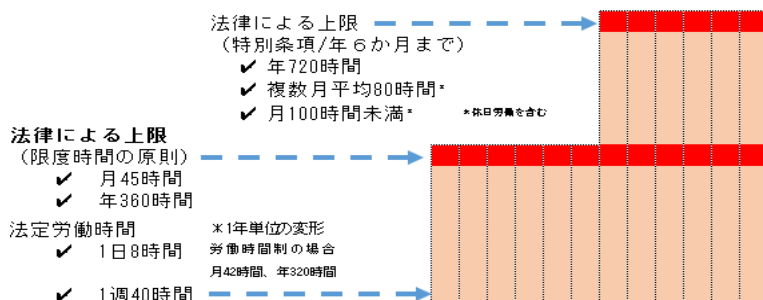 法律による上限
(特別条項/年6か月まで)
✔ 年720時間
✔ 複数月平均80時間*
✔ 月100時間未満* *休日労働を含む
法律による上限
(限度時間の原則)
✔ 月45時間
✔ 年360時間
法定労働時間
✔ 1日8時間
✔ 1週40時間
*1年単位の変形
労働時間制の場合
月42時間、年320時間